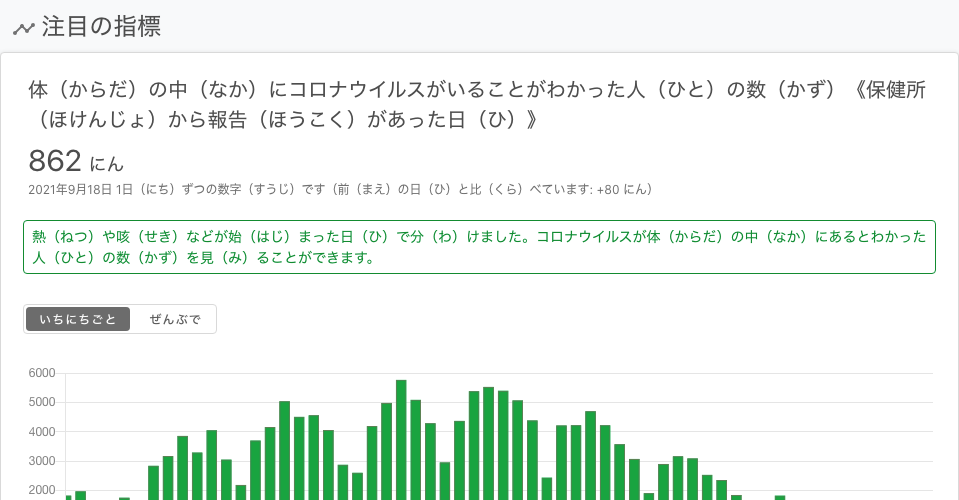 注目の指標
体（からだ）の中（なか）にコロナウイルスがいることがわかった人（ひと）の数（かず）《保健所
（ほけんじょ）から報告（ほうこく）があった日（ひ）》
862 にん
2021年9月18日 1日（にち）ずつの数字（すうじ）です（前（まえ）の日（ひ）と比（くら）べています: +80 にん）
熱（ねつ）や咳（せき）などが始（はじ）まった日（ひ）で分（わ）けました。コロナウイルスが体（からだ）の中（なか）にあるとわかった
人（ひと）の数（かず）を見（み）ることができます。
いちにちごと ぜんぶで
6000
5000
4000
3000
2000